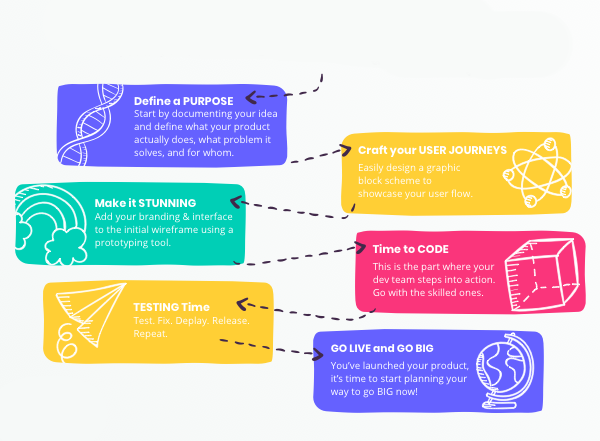 Define a PURPOSE
Start by documenting your idea
and define what your product
actually does, what problem it
solves, and for whom.
Craft your USER JOURNEYS
Easily design a graphic
block scheme to
showcase your user flow.
Make it STUNNING
Add your branding & interface
to the initial wireframe using a
prototyping tool.
Time to CODE
This is the part where your
dev team steps into action.
Go with the skilled ones.
TESTING Time
Test. Fix. Deploy. Release.
Repeat.
GO LIVE and GO BIG
You've launched your product,
it's time to start planning your
way to go BIG now!